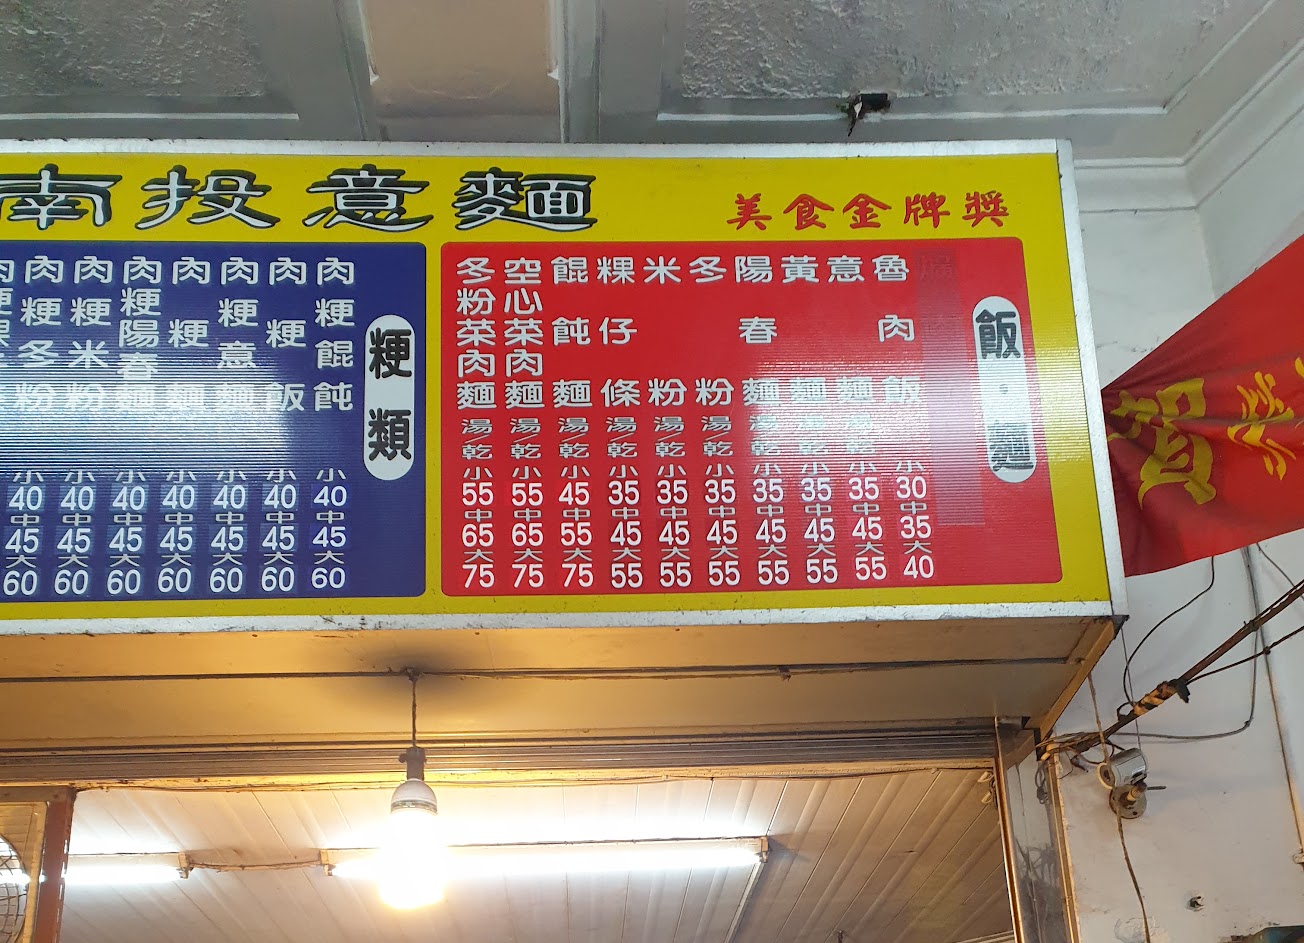 南投意麵
美食金牌獎
飯・麵
魯肉飯 小30中35大40
意麵 湯/乾 小35中45大55
黃麵 湯/乾 小35中45大55
陽春麵 湯/乾 小35中45大55
冬粉 湯/乾 小35中45大55
米粉 湯/乾 小35中45大55
粿仔條 湯/乾 小35中45大55
餛飩麵 湯/乾 小45中55大75
空心菜肉麵 湯/乾 小55中65大75
冬粉菜肉麵 湯/乾 小55中65大75
粳類
肉粳餛飩 小40中45大60
肉粳飯 小40中45大60
肉粳意麵 小40中45大60
肉粳麵 小40中45大60
肉粳陽春麵 小40中45大60
肉粳米粉 小40中45大60
肉粳冬粉 小40中45大60
賀